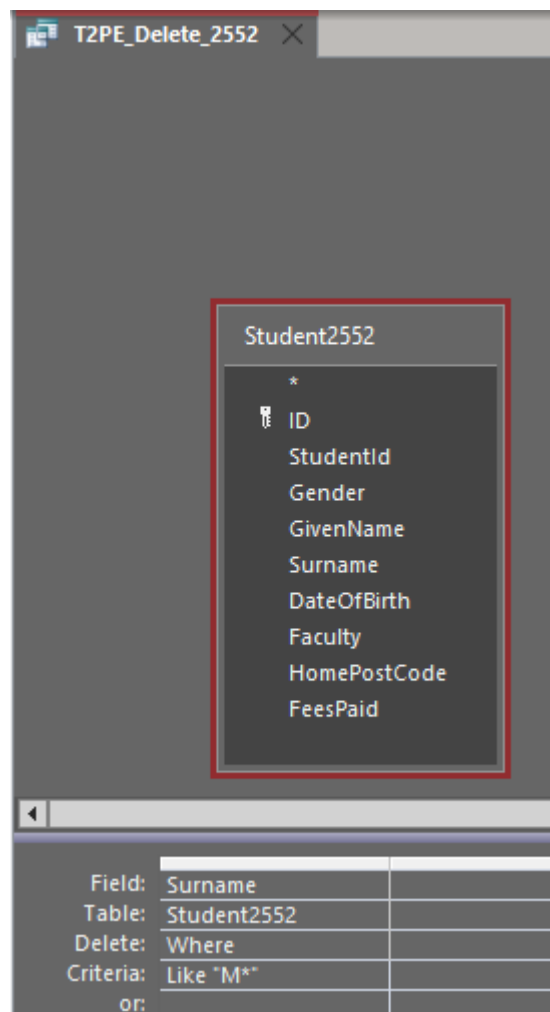 T2PE_Delete_2552
Student2552
*
ID
StudentId
Gender
GivenName
Surname
DateOfBirth
Faculty
HomePostCode
FeesPaid
Field: Surname
Table: Student2552
Delete: Where
Criteria: Like "M*"
or: